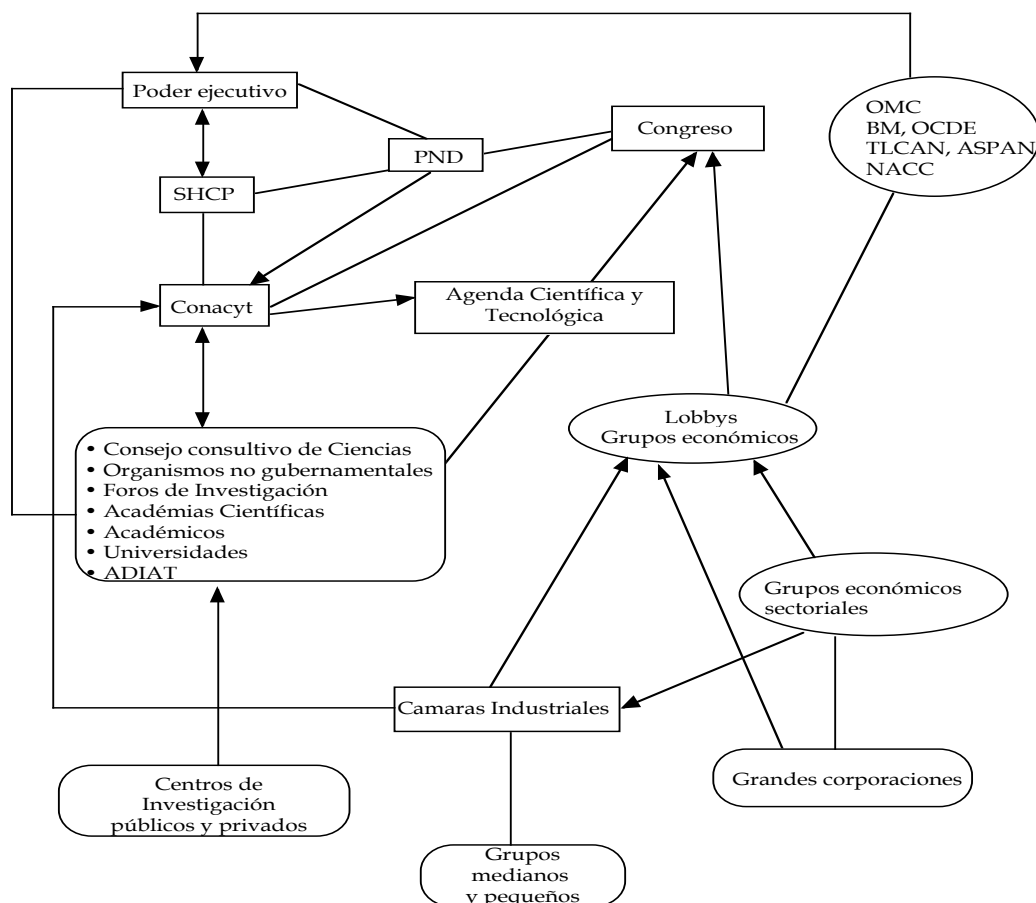 Poder ejecutivo
OMC
BM, OCDE
TLCAN, ASPAN,
NACC
Congreso
PND
SHCP
Conacyt
Agenda Científica y
Tecnológica
Lobbys
Grupos económicos
• Consejo consultivo de Ciencias
• Organismos no gubernamentales
• Foros de Investigación
• Académias Científicas
• Académicos
• Universidades
• ADIAT
Grupos económicos
sectoriales
Camaras Industriales
Centros de
Investigación
públicos y privados
Grandes corporaciones
Grupos
medianos
y pequeños